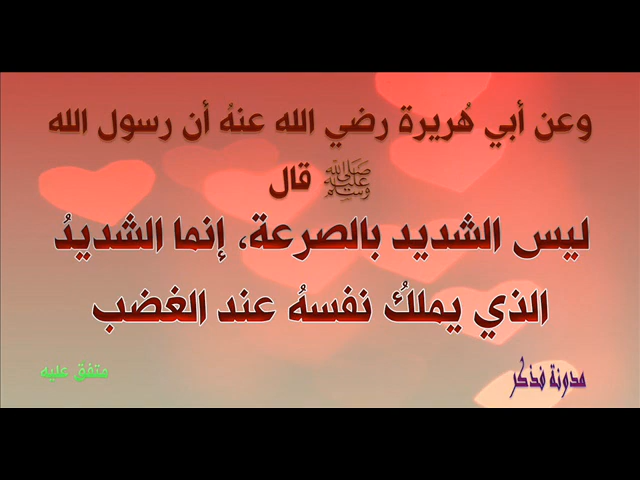 وعن أبي هُريرة رضي الله عنهُ أن رسول الله
ﷺ قال
ليس الشديد بالصرعة، إنما الشديدُ
الذي يملكُ نفسهُ عند الغضب
متفق عليه
مدونة فذكر